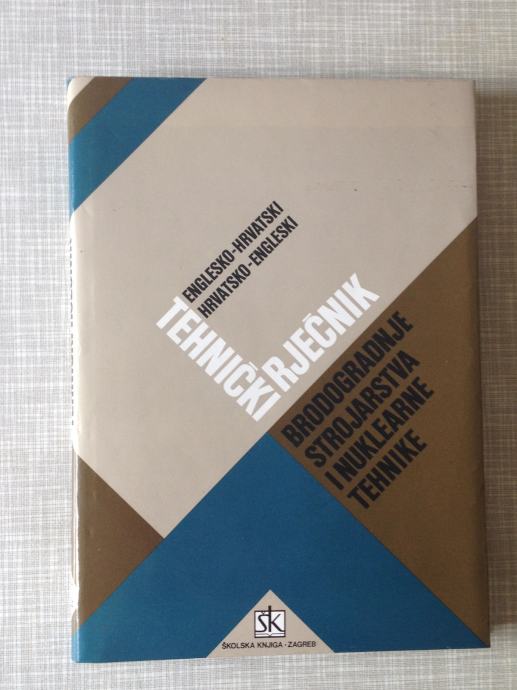 ENGLESKO-HRVATSKI
HRVATSKO-ENGLESKI
TEHNIČKI
RJEČNIK
BRODOGRADNJE
STROJARSTVA
I NUKLEARNE
TEHNIKE
ŠK
ŠKOLSKA KNJIGA - ZAGREB